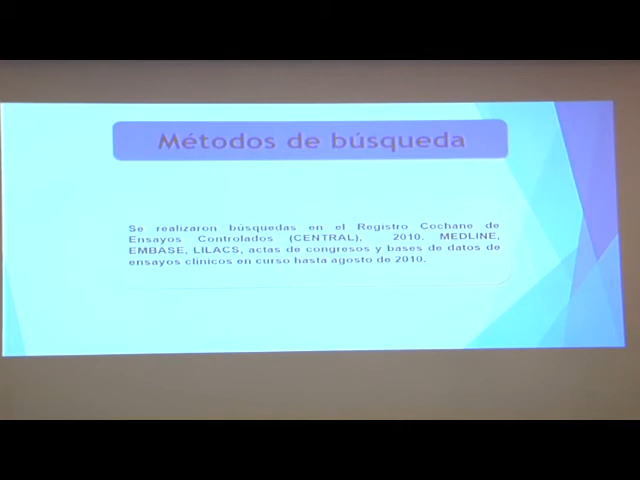 Métodos de búsqueda
Se realizaron búsquedas en el Registro Cochane de
Ensayos Controlados (CENTRAL), 2010, MEDLINE,
EMBASE, LILACS, actas de congresos y bases de datos de
ensayos clínicos en curso hasta agosto de 2010.